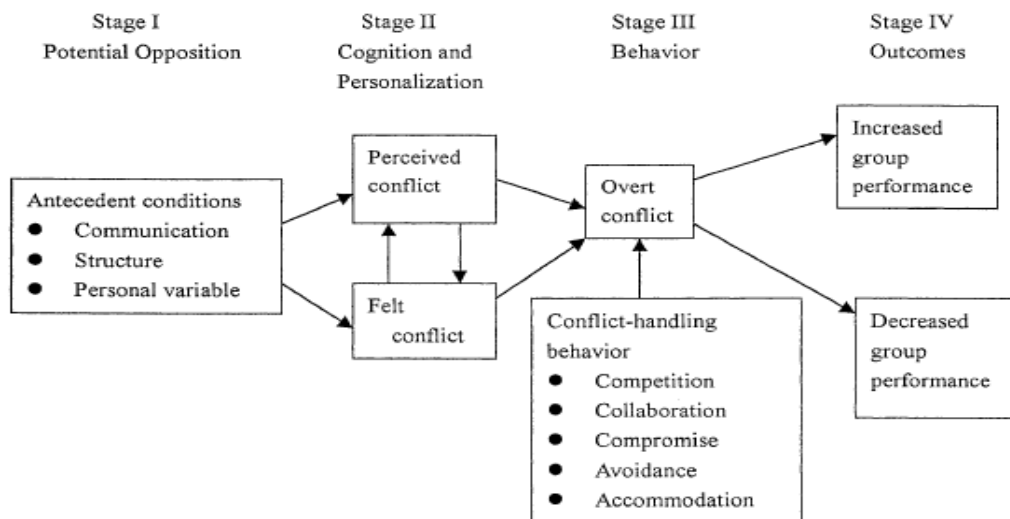 Stage I
Potential Opposition
Stage II
Cognition and
Personalization
Stage III
Behavior
Stage IV
Outcomes
Antecedent conditions
● Communication
● Structure
● Personal variable
Perceived
conflict
Felt
conflict
Overt
conflict
Conflict-handling
behavior
● Competition
● Collaboration
● Compromise
● Avoidance
● Accommodation
Increased
group
performance
Decreased
group
performance